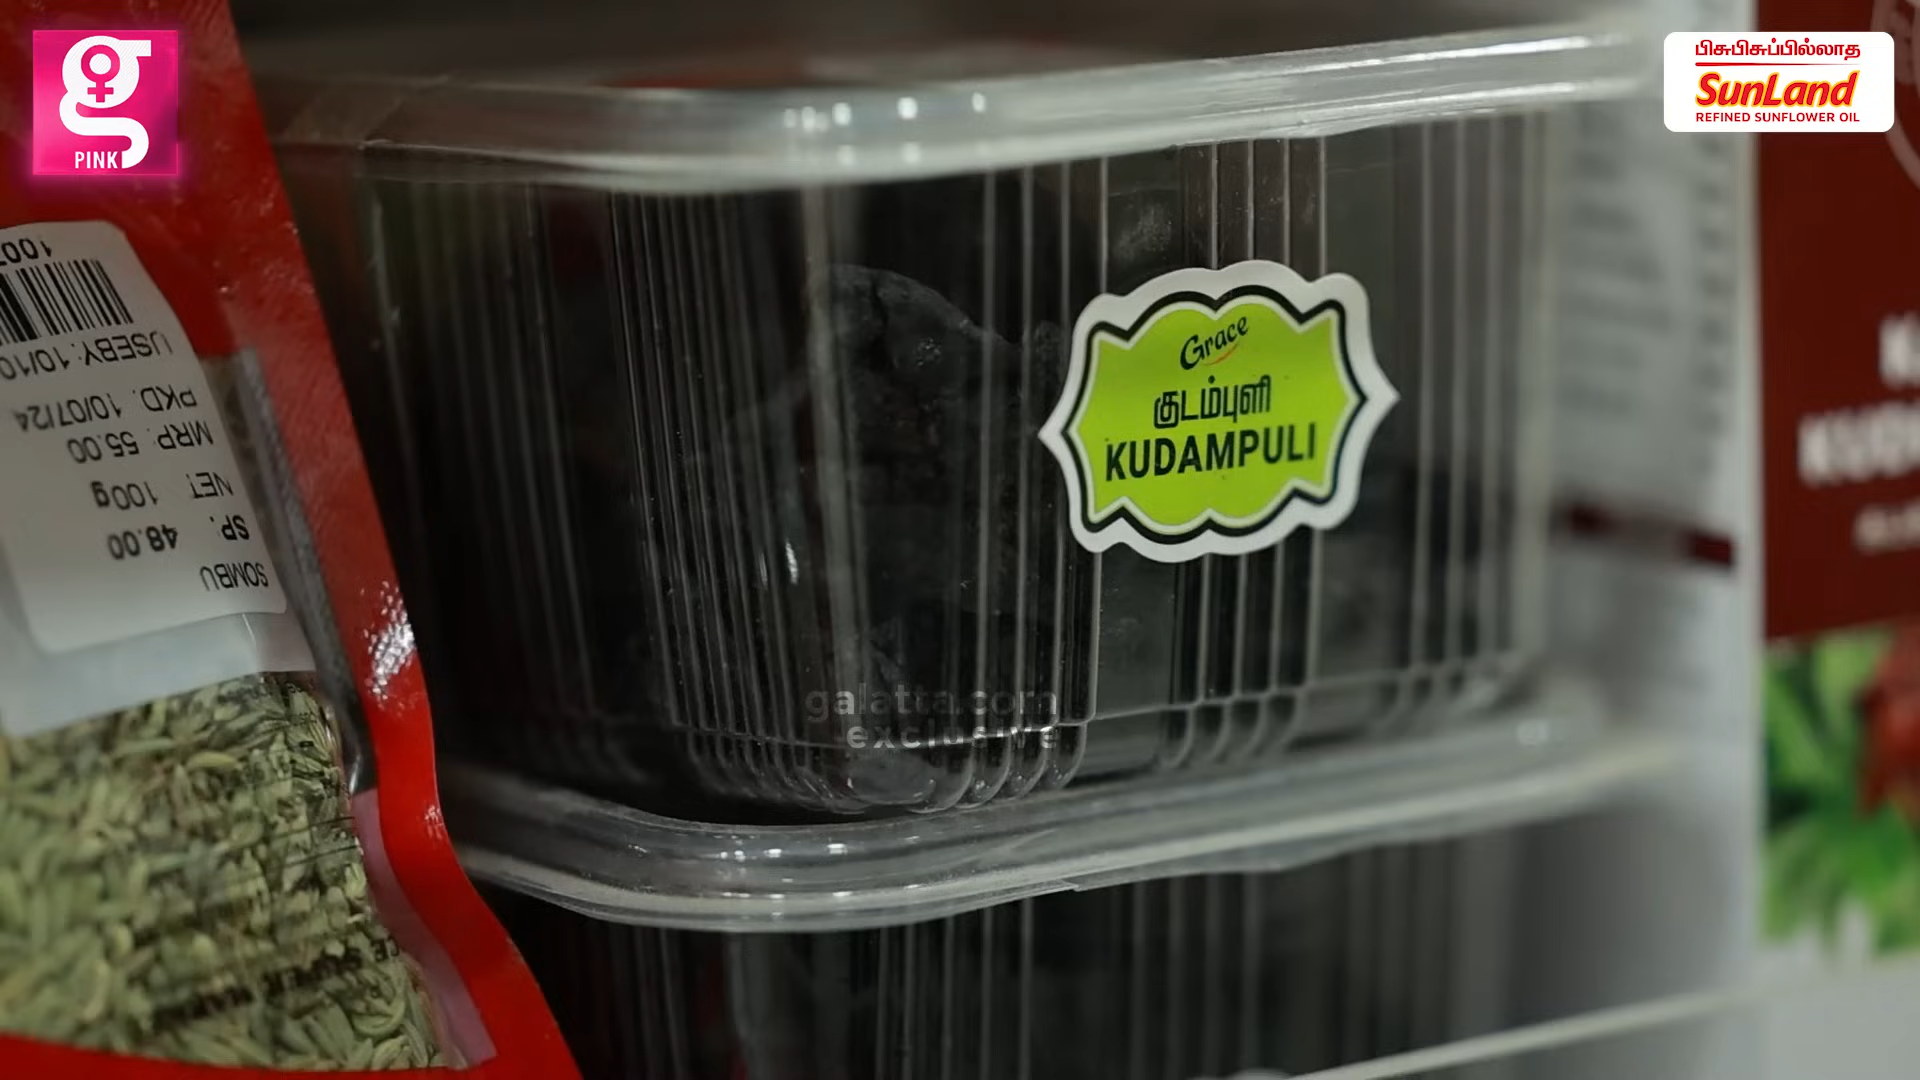 g
PINK
பிசுபிசுப்பில்லாத
SunLand
REFINED SUNFLOWER OIL
Grace
குடம்புளி
KUDAMPULI
SOMBU
SP. 48.00
NET 100g
MRP: 55.00
PKD. 10/07/24
USEBY: 10/10
galatta.com
exclusive